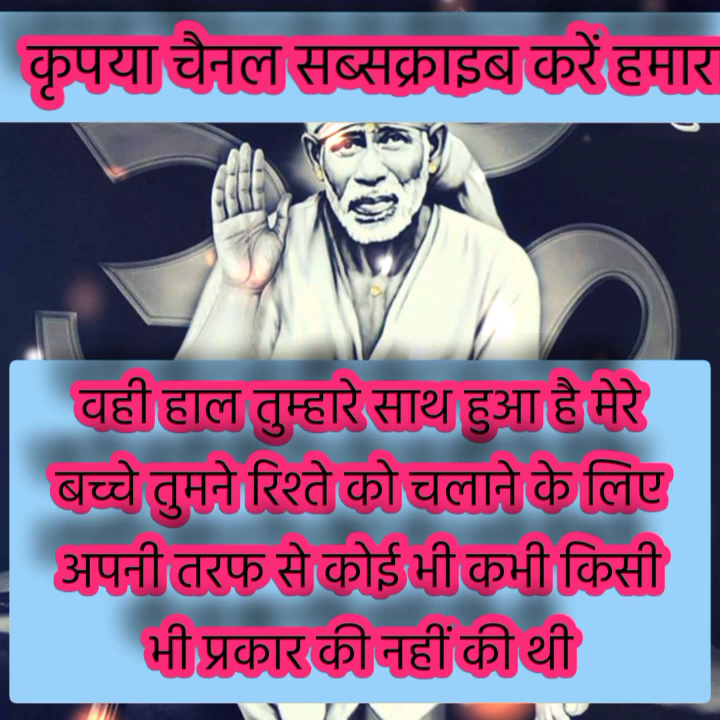 कृपया चैनल सब्सक्राइब करें हमार
वही हाल तुम्हारे साथ हुआ है मेरे
बच्चे तुमने रिश्ते को चलाने के लिए
अपनी तरफ से कोई भी कभी किसी
भी प्रकार की नहीं की थी